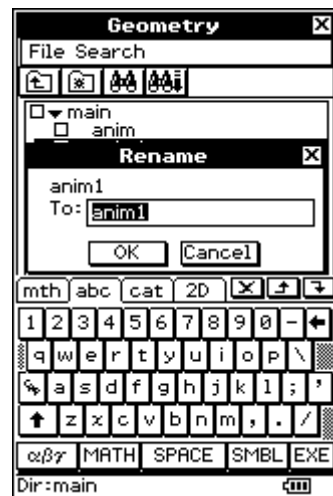 Geometry
File Search
main
anim
Rename
anim1
To: anim1
OK Cancel
mth abc cat 2D
1 2 3 4 5 6 7 8 9 0 -
q w e r t y u i o p \
a s d f g h j k l ; '
z x c v b n m , . /
αβγ MATH SPACE SMBL EXE
Dir:main